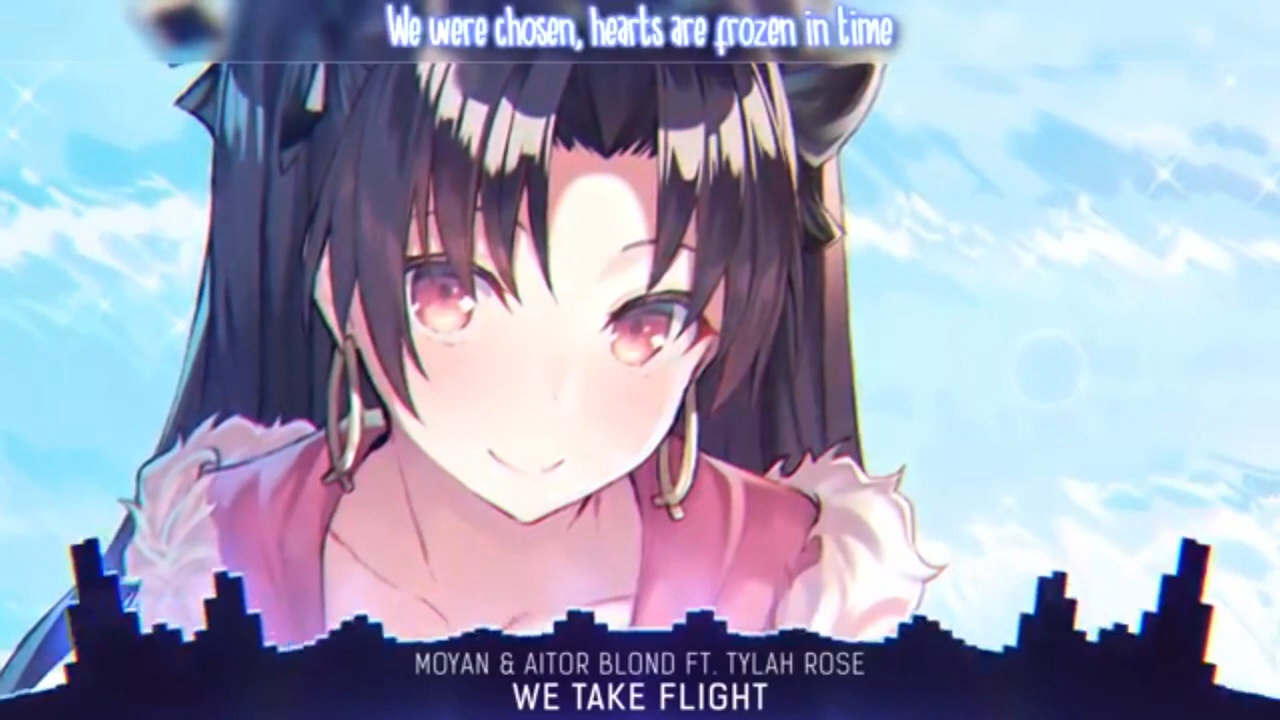 We were chosen, hearts are frozen in time
MOYAN & AITOR BLOND FT. TYLAH ROSE
WE TAKE FLIGHT